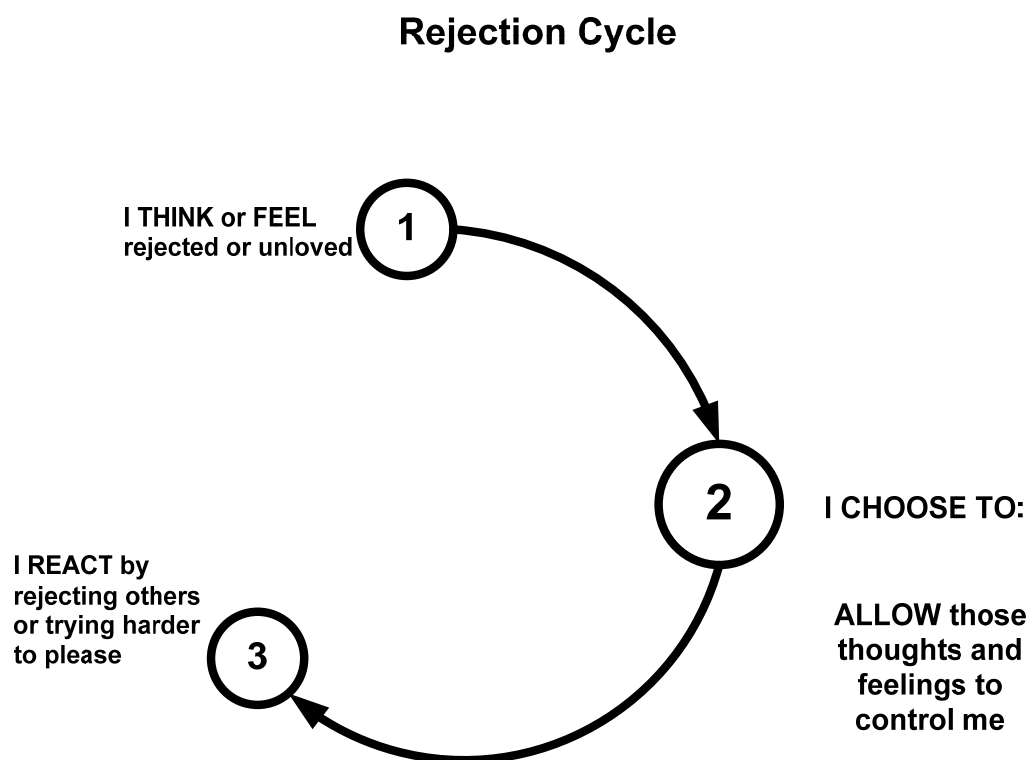 Rejection Cycle
I THINK or FEEL
rejected or unloved
1
2
I CHOOSE TO:
ALLOW those
thoughts and
feelings to
control me
I REACT by
rejecting others
or trying harder
to please
3